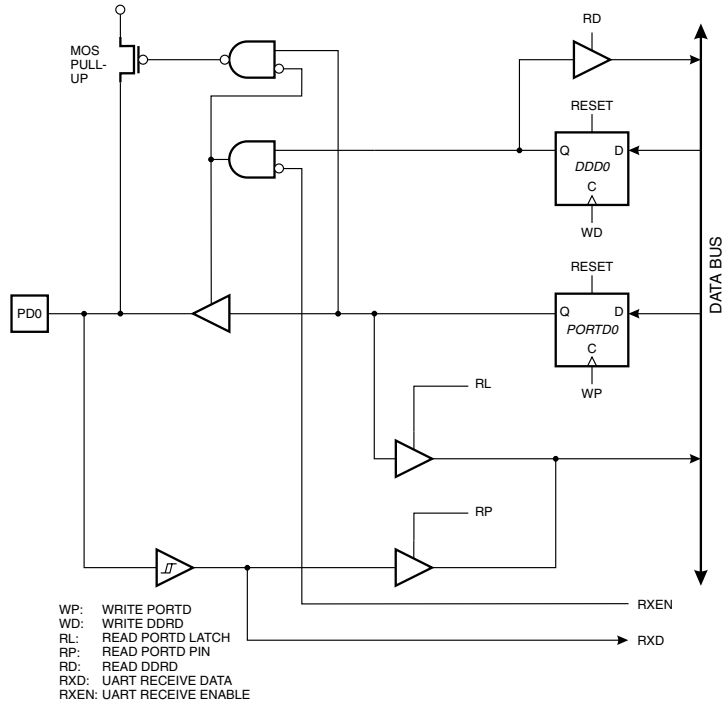 RD
MOS
PULL-
UP
RESET
Q D
DDD0
C
WD
DATA BUS
RESET
PD0
Q D
PORTD0
C
WP
RL
RP
RXEN
RXD
WP: WRITE PORTD
WD: WRITE DDRD
RL: READ PORTD LATCH
RP: READ PORTD PIN
RD: READ DDRD
RXD: UART RECEIVE DATA
RXEN: UART RECEIVE ENABLE